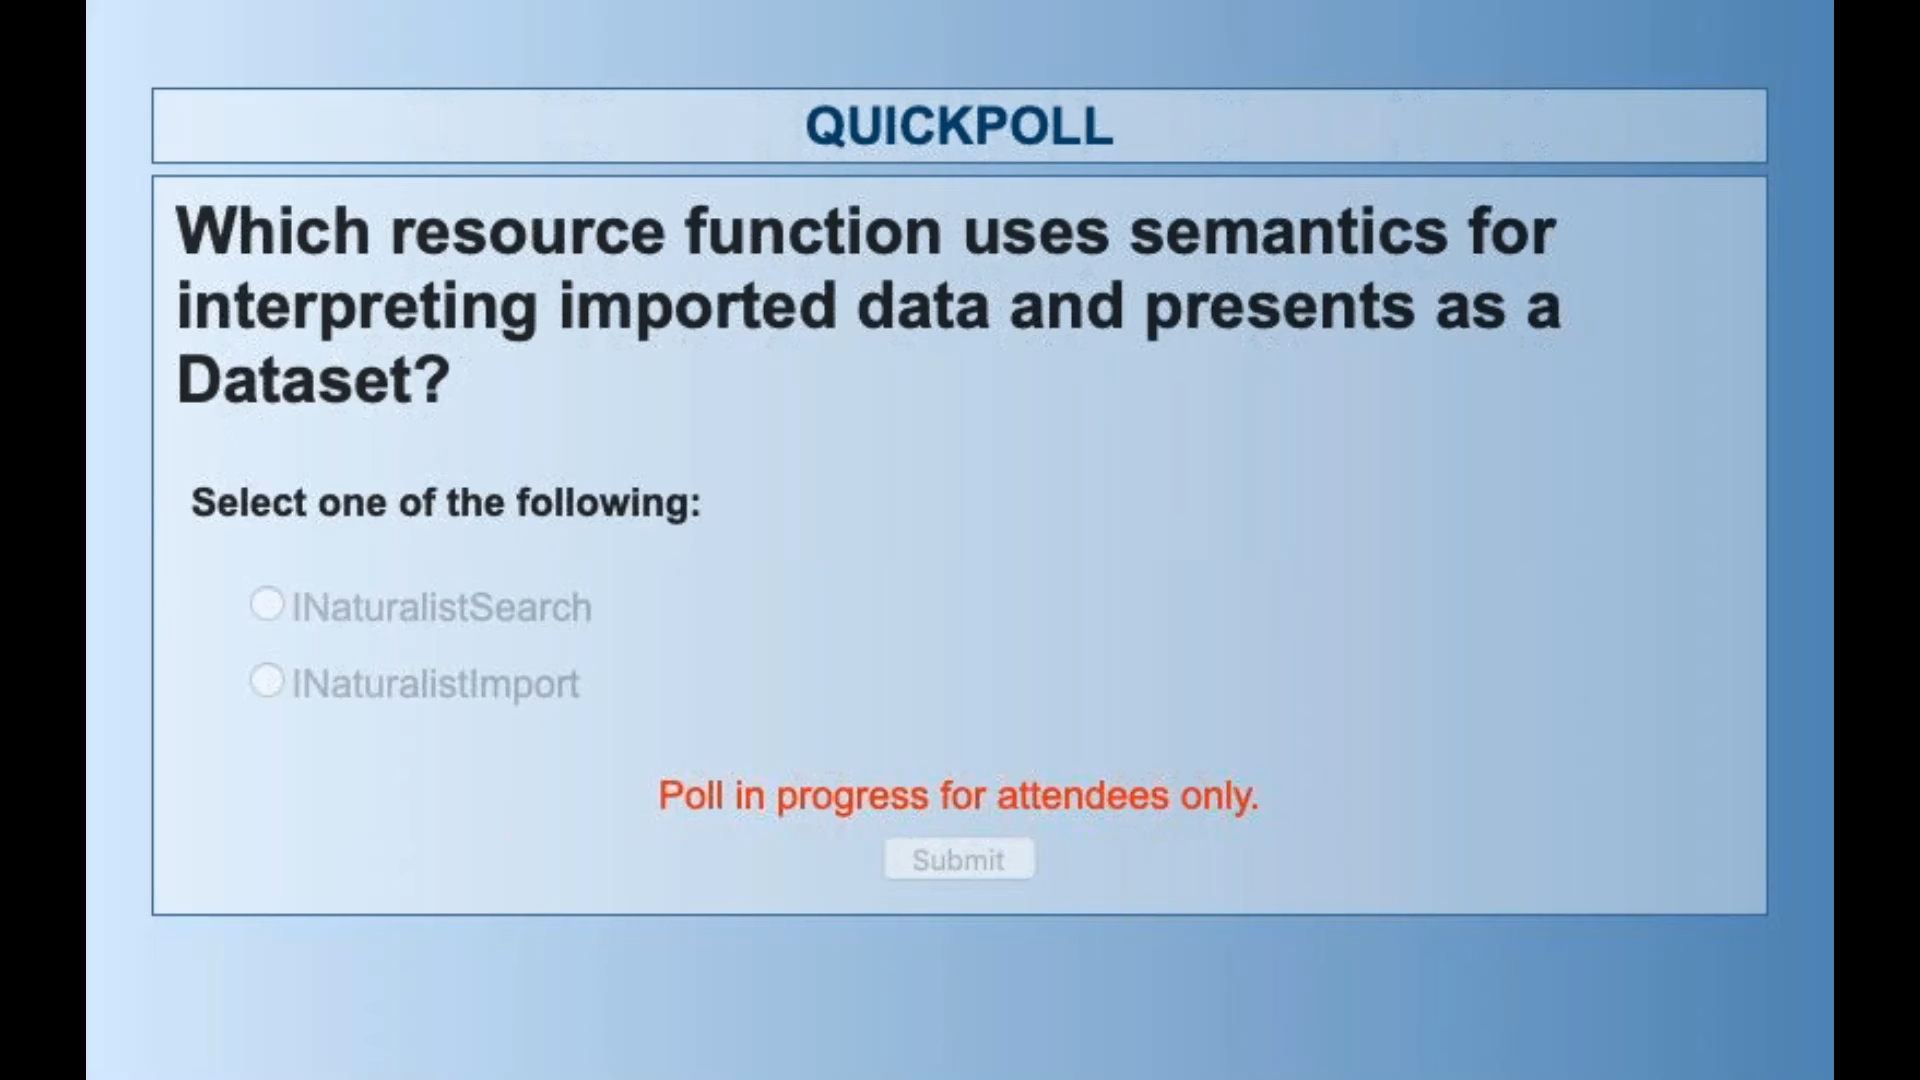 QUICKPOLL
Which resource function uses semantics for
interpreting imported data and presents as a
Dataset?
Select one of the following:
INaturalistSearch
INaturalistImport
Poll in progress for attendees only.
Submit